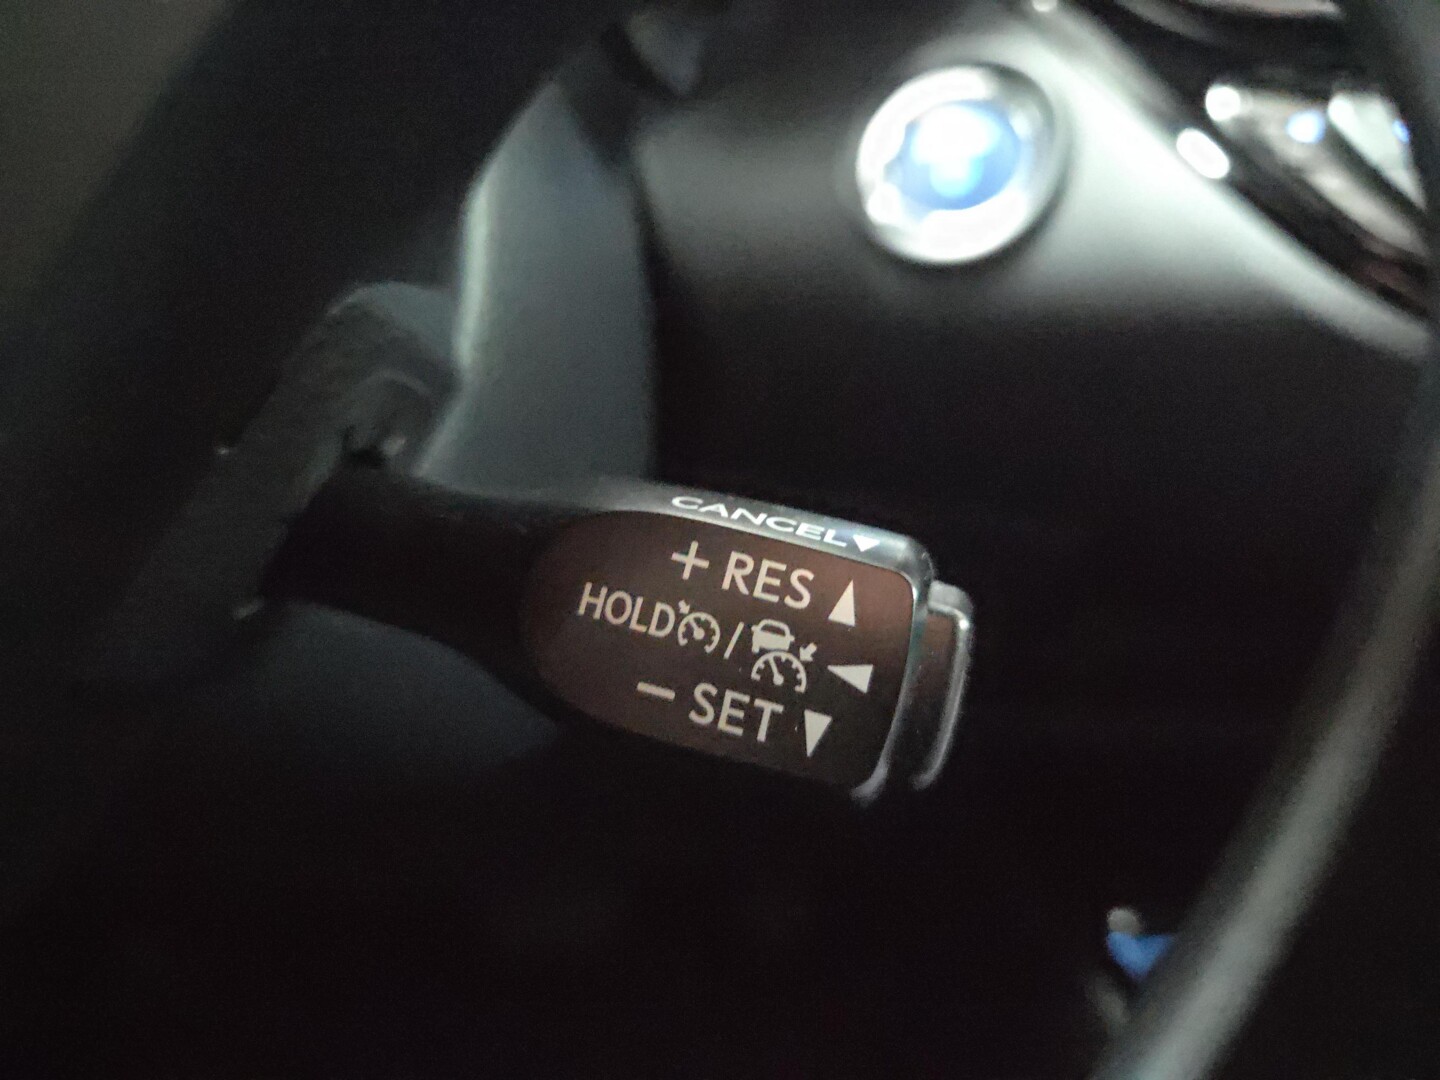 CANCEL▼
+ RES ▲
HOLD / ◀
− SET ▼